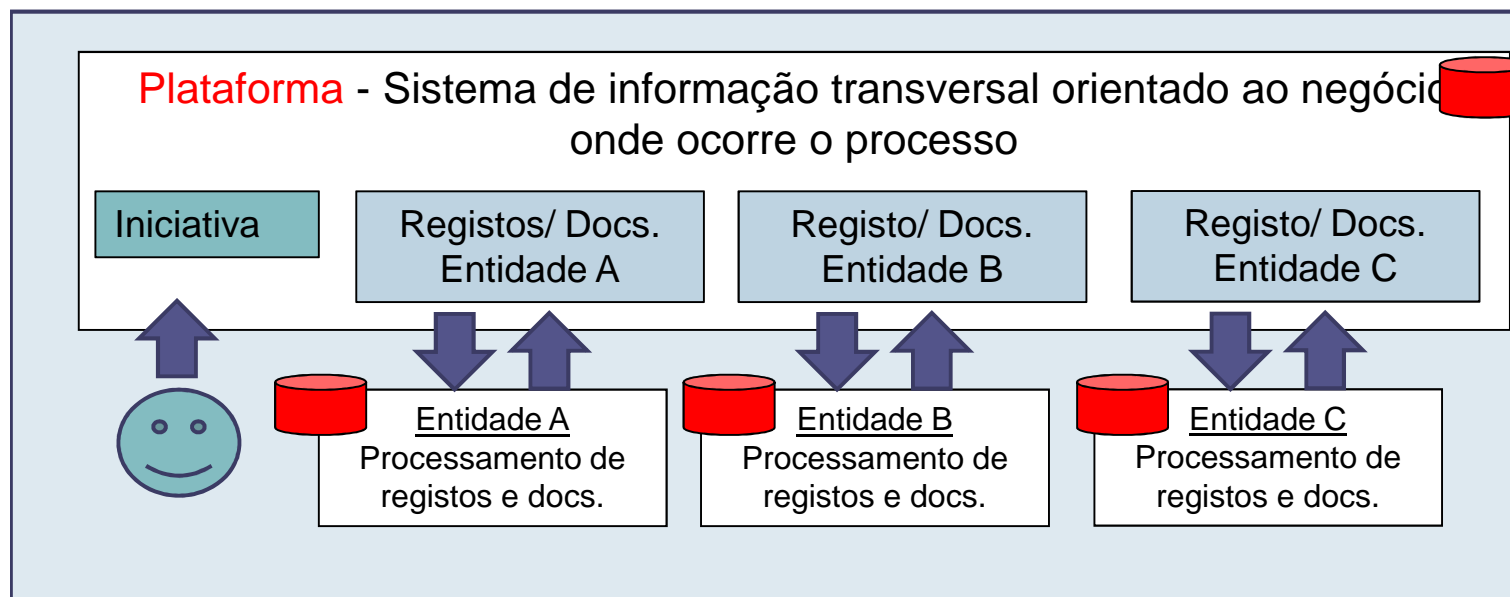 Plataforma - Sistema de informação transversal orientado ao negócio
onde ocorre o processo
Iniciativa
Registos/ Docs.
Entidade A
Registo/ Docs.
Entidade B
Registo/ Docs.
Entidade C
Entidade A
Processamento de
registos e docs.
Entidade B
Processamento de
registos e docs.
Entidade C
Processamento de
registos e docs.